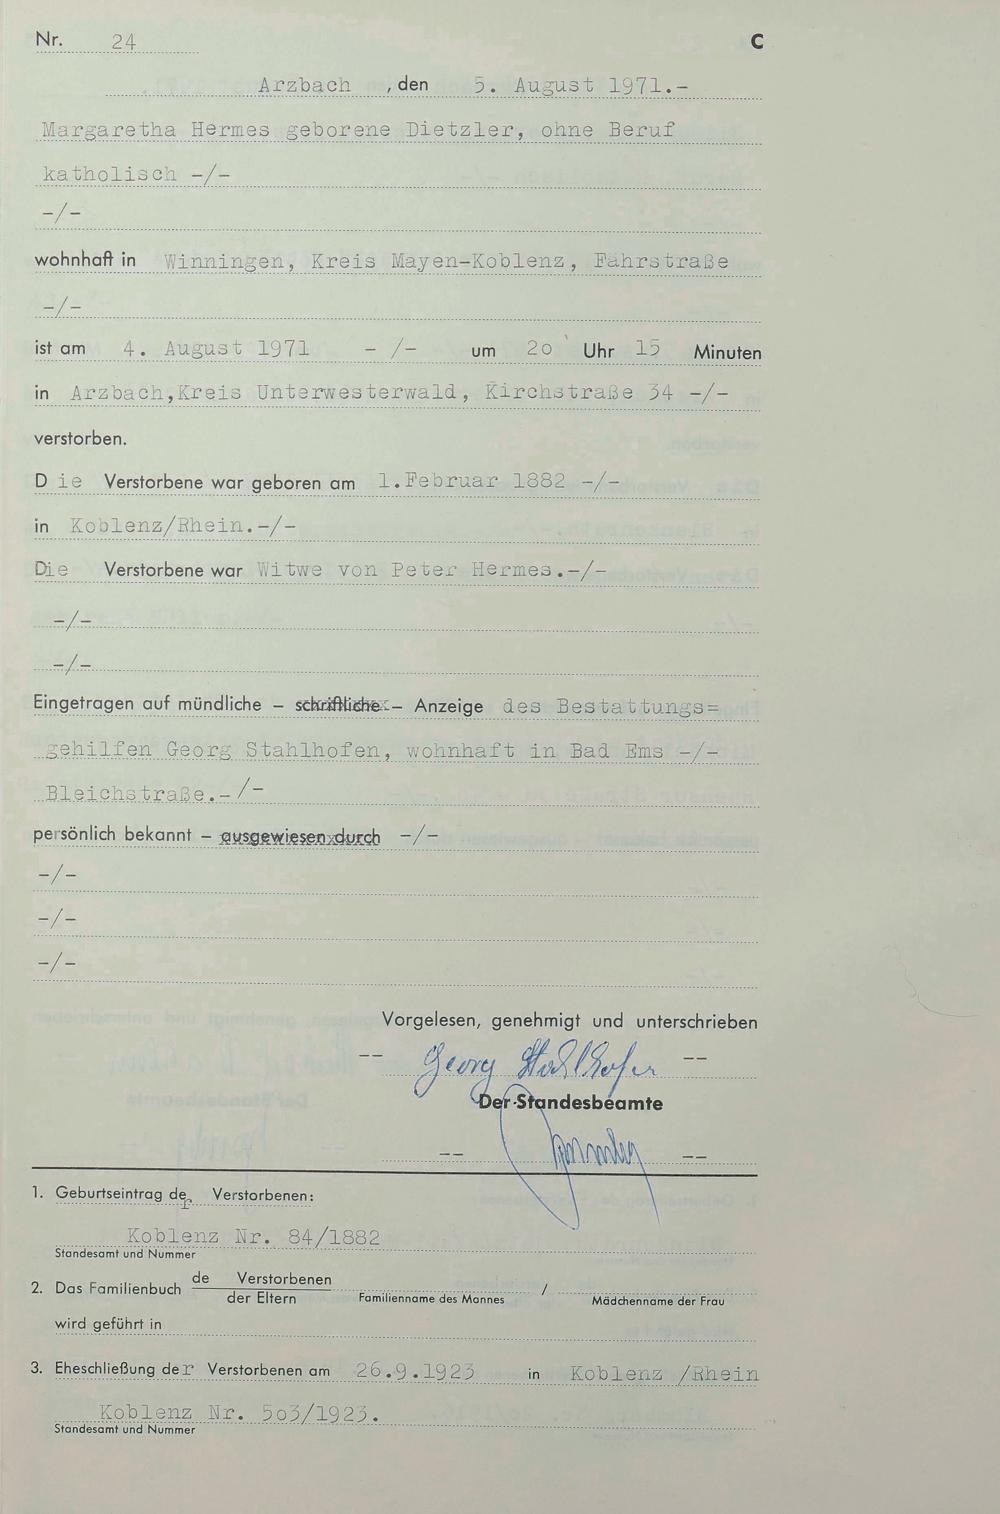 Nr. 24
C
Arzbach , den 5. August 1971.-
Margaretha Hermes geborene Dietzler, ohne Beruf
katholisch -/-
-/-
wohnhaft in Winningen, Kreis Mayen-Koblenz, Fährstraße
-/-
ist am 4. August 1971 - /- um 2o Uhr 15 Minuten
in Arzbach,Kreis Unterwesterwald, Kirchstraße 34 -/-
verstorben.
Die Verstorbene war geboren am 1.Februar 1882 -/-
in Koblenz/Rhein.-/-
Die Verstorbene war Witwe von Peter Hermes.-/-
-/-
-/-
Eingetragen auf mündliche – schriftliche – Anzeige des Bestattungs=
gehilfen Georg Stahlhofen, wohnhaft in Bad Ems -/-
Bleichstraße.-/-
persönlich bekannt – ausgewiesen durch -/-
-/-
-/-
-/-
Vorgelesen, genehmigt und unterschrieben
-- Georg Stahlhofen --
Der Standesbeamte
-- --
1. Geburtseintrag der Verstorbenen:
Koblenz Nr. 84/1882
Standesamt und Nummer
2. Das Familienbuch de Verstorbenen
der Eltern
/
Familienname des Mannes Mädchenname der Frau
wird geführt in
3. Eheschließung der Verstorbenen am 26.9.1923 in Koblenz /Rhein
Koblenz Nr. 5o3/1923.
Standesamt und Nummer